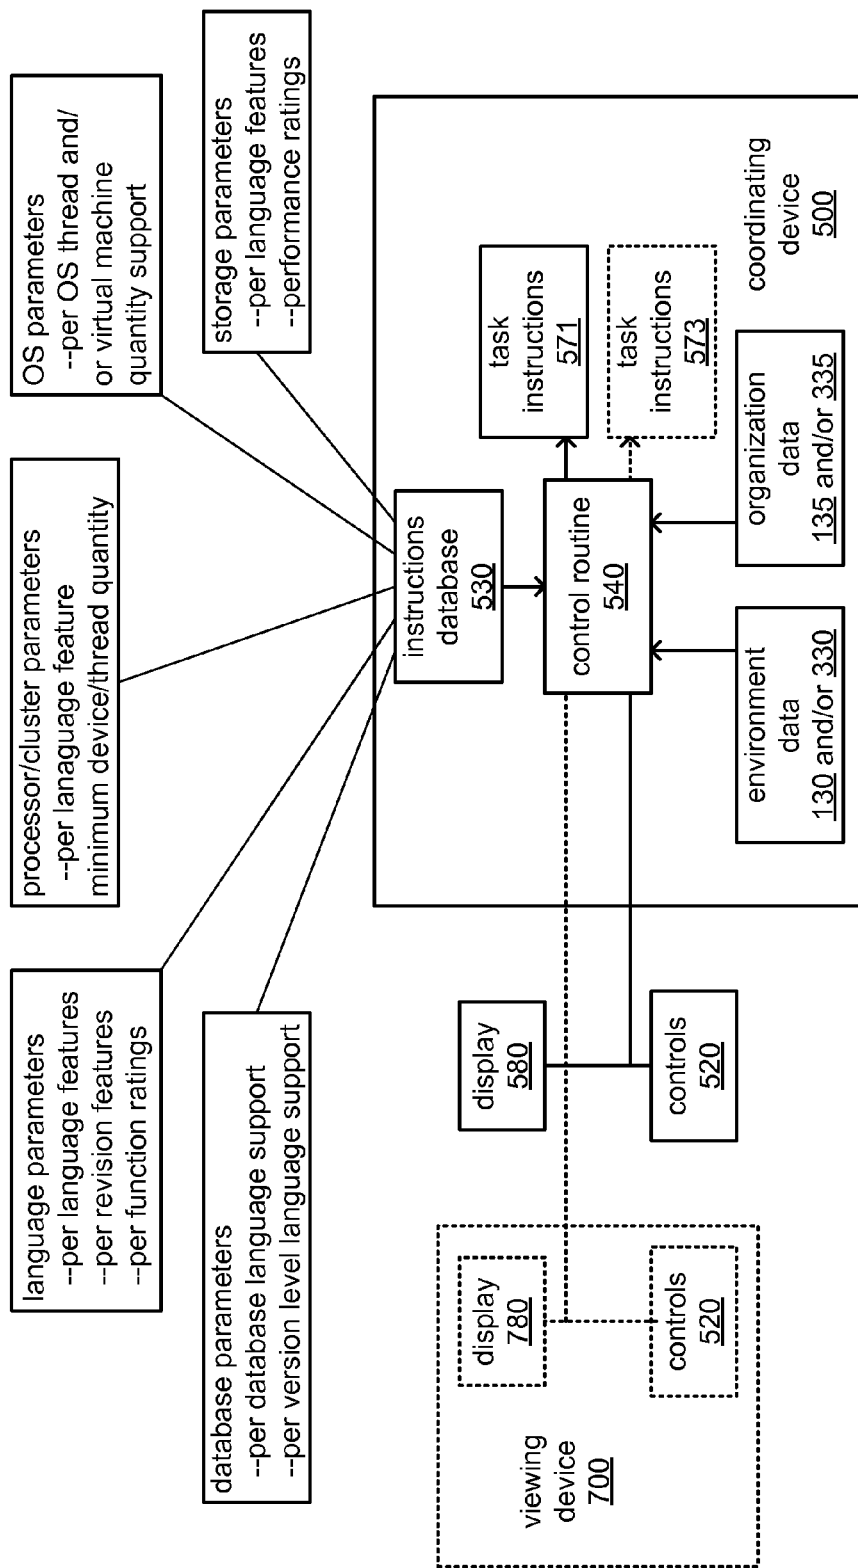 language parameters
--per language features
--per revision features
--per function ratings
processor/cluster parameters
--per lanaguage feature
minimum device/thread quantity
OS parameters
--per OS thread and/
or virtual machine
quantity support
database parameters
--per database language support
--per version level language support
storage parameters
--per language features
--performance ratings
instructions
database
530
control routine
540
task
instructions
571
task
instructions
573
environment
data
130 and/or 330
organization
data
135 and/or 335
coordinating
device
500
display
580
controls
520
viewing
device
700
display
780
controls
520